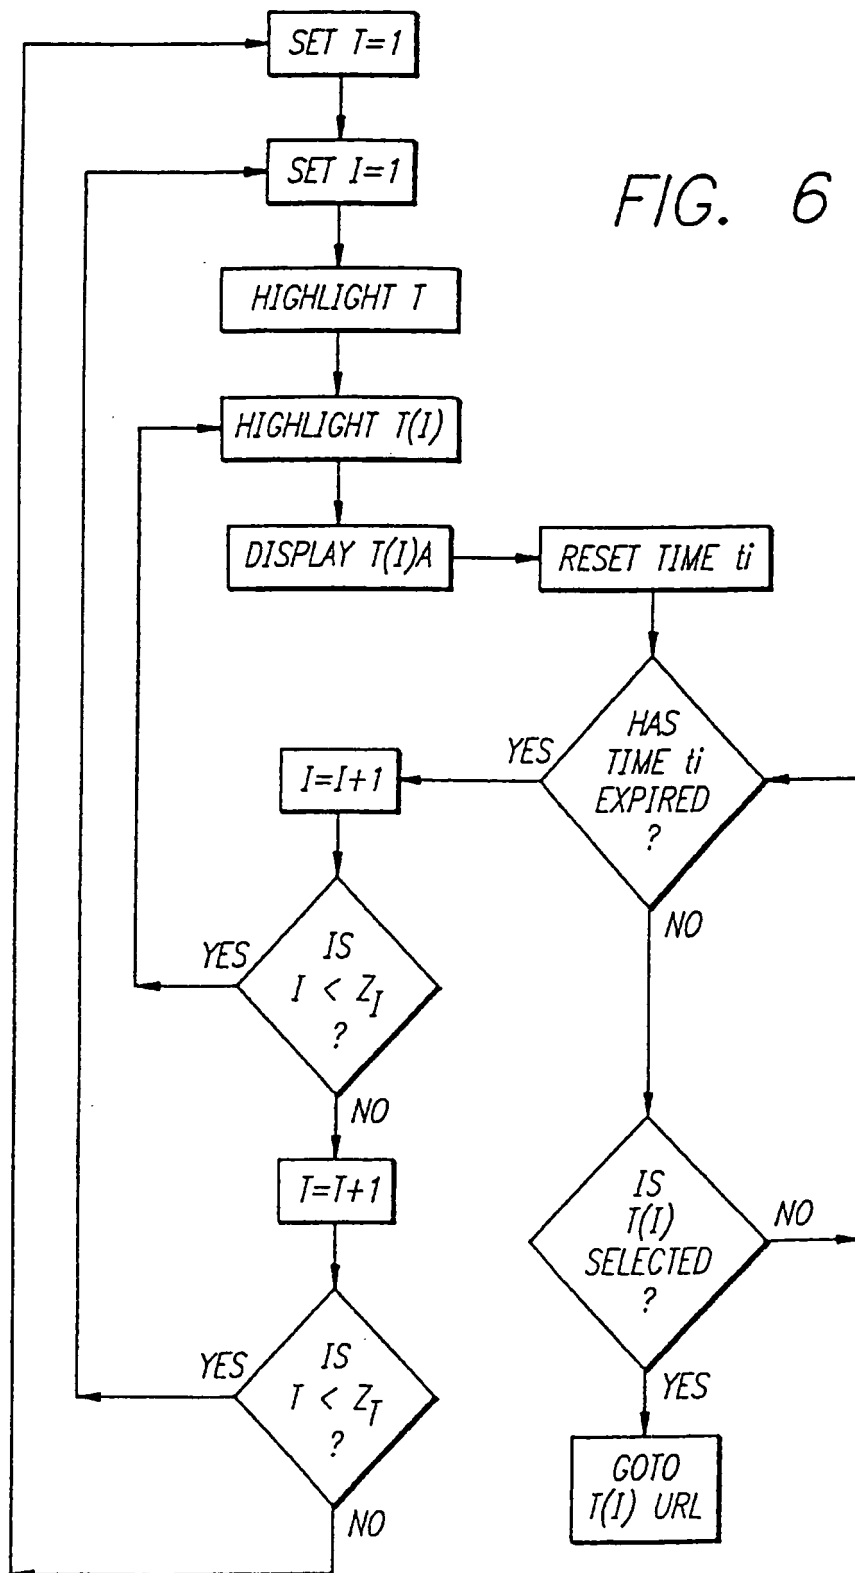 SET T=1
SET I=1
FIG. 6
HIGHLIGHT T
HIGHLIGHT T(I)
DISPLAY T(I)A
RESET TIME ti
HAS
TIME ti
EXPIRED
?
YES
NO
I=I+1
IS
I < Z_I
?
YES
NO
T=T+1
IS
T(I)
SELECTED
?
NO
YES
IS
T < Z_T
?
YES
NO
GOTO
T(I) URL